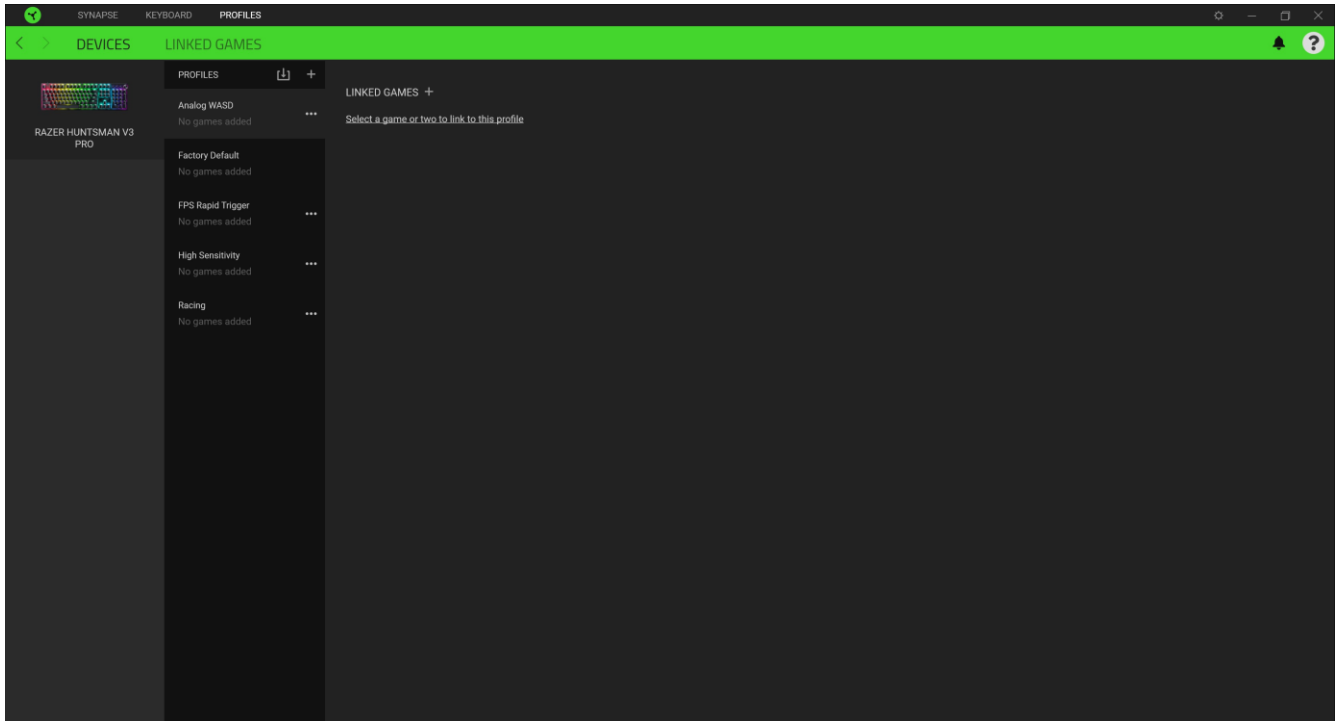 SYNAPSE KEYBOARD PROFILES
DEVICES LINKED GAMES
?
RAZER HUNTSMAN V3
PRO
PROFILES +
Analog WASD
No games added
Factory Default
No games added
FPS Rapid Trigger
No games added
High Sensitivity
No games added
Racing
No games added
LINKED GAMES +
Select a game or two to link to this profile